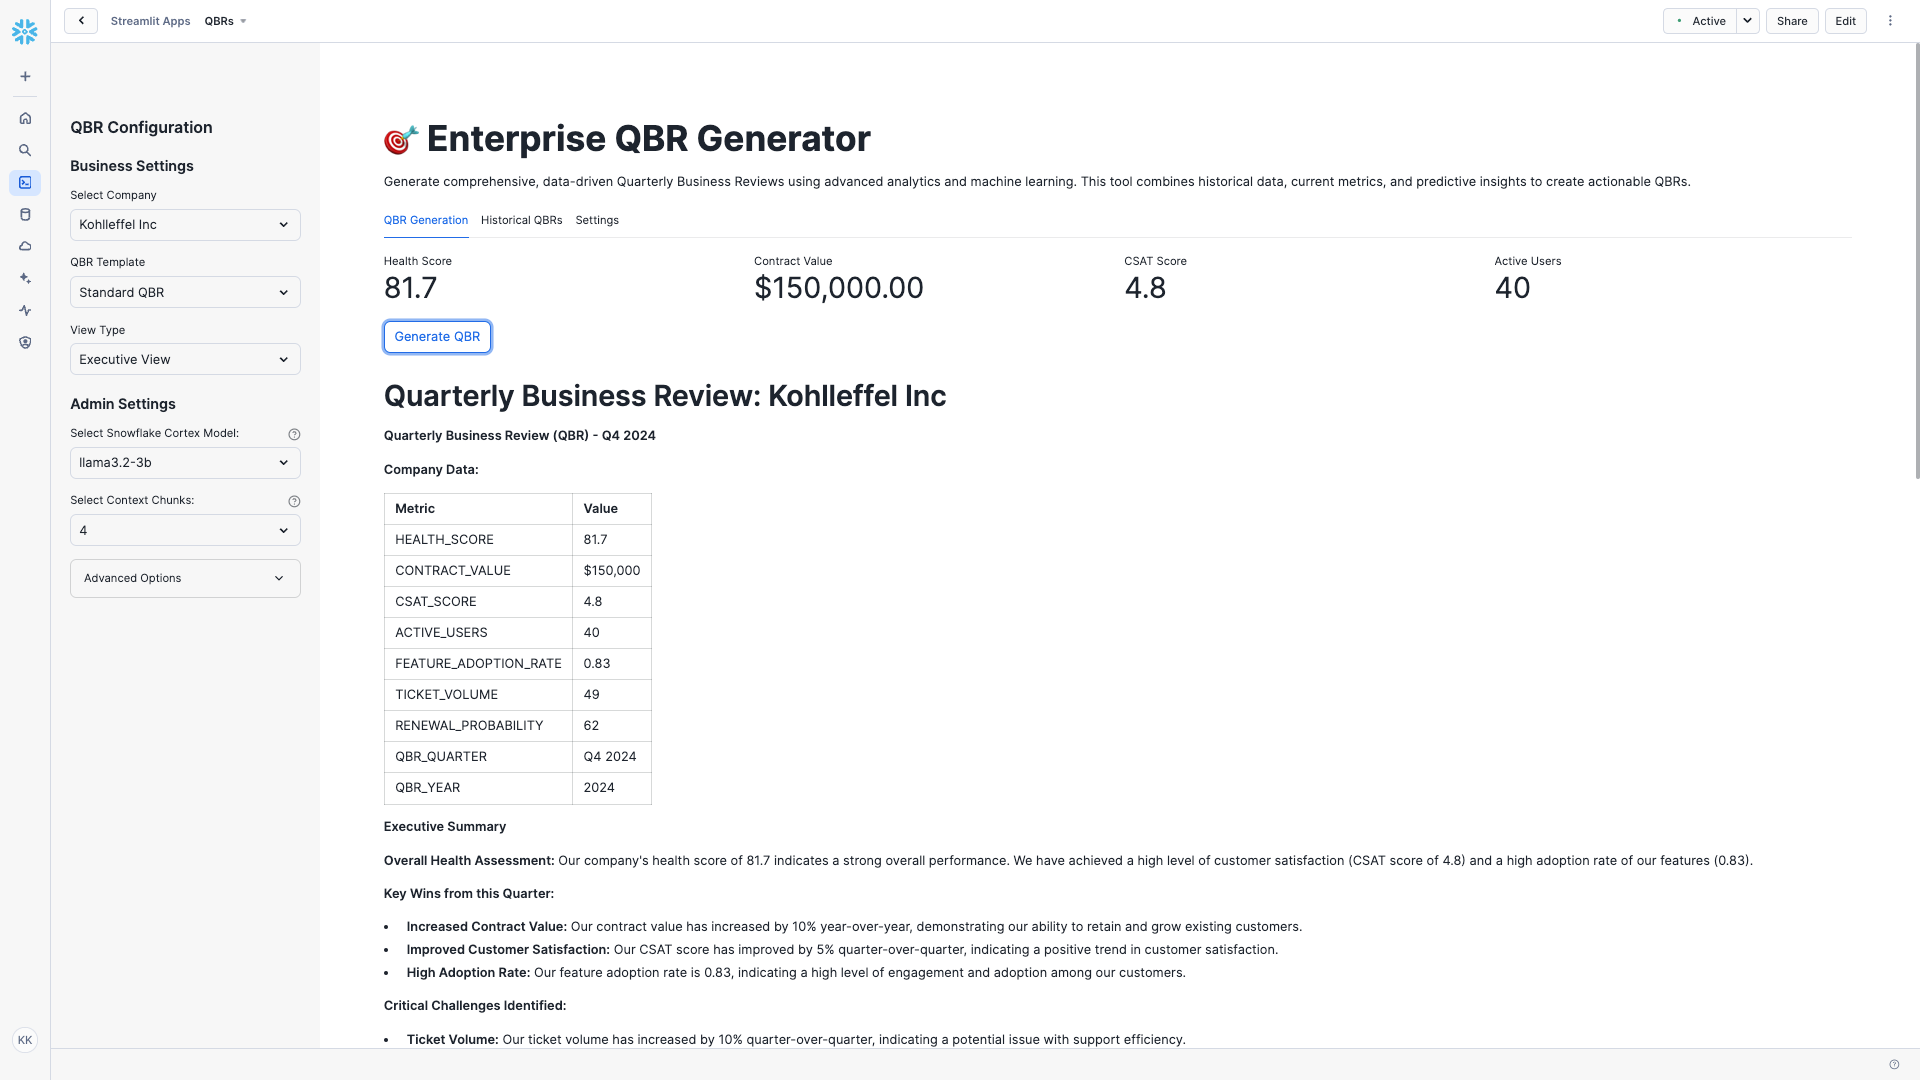 Streamlit Apps QBRs
Active Share Edit
QBR Configuration
Business Settings
Select Company
Kohlleffel Inc
QBR Template
Standard QBR
View Type
Executive View
Admin Settings
Select Snowflake Cortex Model:
llama3.2-3b
Select Context Chunks:
4
Advanced Options
KK
Enterprise QBR Generator
Generate comprehensive, data-driven Quarterly Business Reviews using advanced analytics and machine learning. This tool combines historical data, current metrics, and predictive insights to create actionable QBRs.
QBR Generation Historical QBRs Settings
Health Score Contract Value CSAT Score Active Users
81.7 $150,000.00 4.8 40
Generate QBR
Quarterly Business Review: Kohlleffel Inc
Quarterly Business Review (QBR) - Q4 2024
Company Data:
Metric Value
HEALTH_SCORE 81.7
CONTRACT_VALUE $150,000
CSAT_SCORE 4.8
ACTIVE_USERS 40
FEATURE_ADOPTION_RATE 0.83
TICKET_VOLUME 49
RENEWAL_PROBABILITY 62
QBR_QUARTER Q4 2024
QBR_YEAR 2024
Executive Summary
Overall Health Assessment: Our company's health score of 81.7 indicates a strong overall performance. We have achieved a high level of customer satisfaction (CSAT score of 4.8) and a high adoption rate of our features (0.83).
Key Wins from this Quarter:
• Increased Contract Value: Our contract value has increased by 10% year-over-year, demonstrating our ability to retain and grow existing customers.
• Improved Customer Satisfaction: Our CSAT score has improved by 5% quarter-over-quarter, indicating a positive trend in customer satisfaction.
• High Adoption Rate: Our feature adoption rate is 0.83, indicating a high level of engagement and adoption among our customers.
Critical Challenges Identified:
• Ticket Volume: Our ticket volume has increased by 10% quarter-over-quarter, indicating a potential issue with support efficiency.